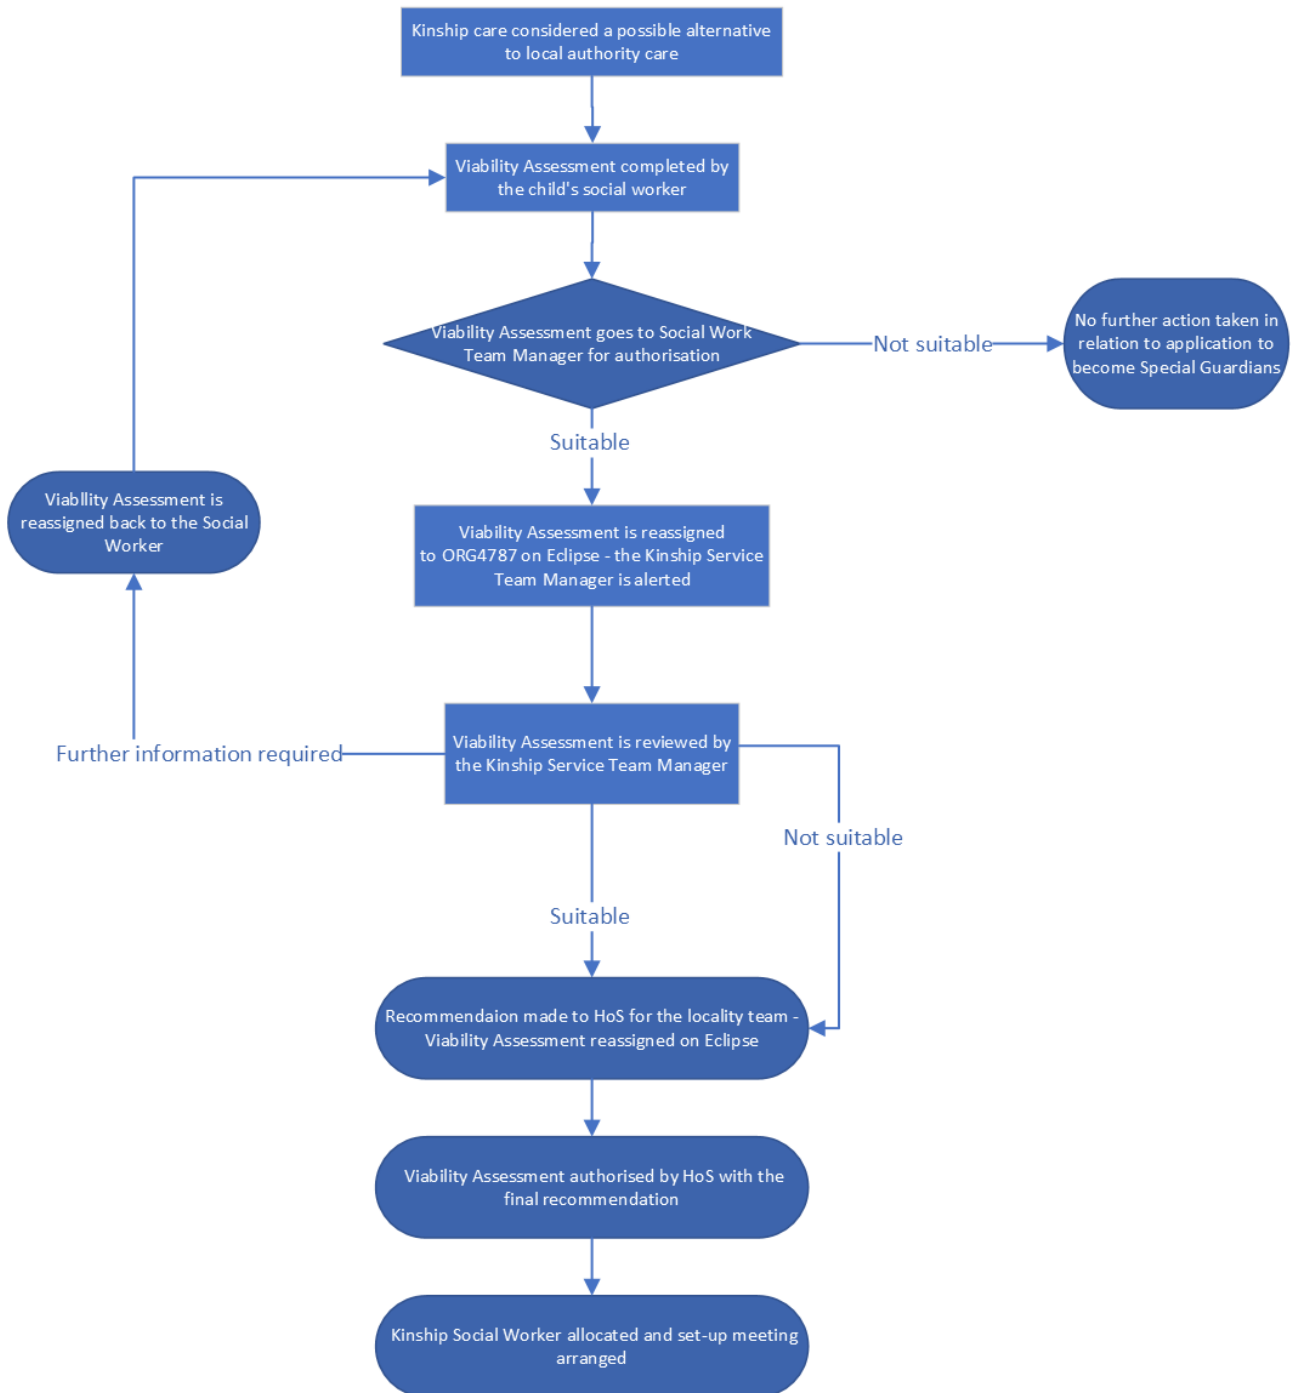 Kinship care considered a possible alternative
to local authority care
Viability Assessment completed by
the child's social worker
Viability Assessment goes to Social Work
Team Manager for authorisation
Not suitable
No further action taken in
relation to application to
become Special Guardians
Suitable
Viabllity Assessment is
reassigned back to the Social
Worker
Viability Assessment is reassigned
to ORG4787 on Eclipse - the Kinship Service
Team Manager is alerted
Further information required
Viability Assessment is reviewed by
the Kinship Service Team Manager
Not suitable
Suitable
Recommendaion made to HoS for the locality team -
Viability Assessment reassigned on Eclipse
Viability Assessment authorised by HoS with the
final recommendation
Kinship Social Worker allocated and set-up meeting
arranged